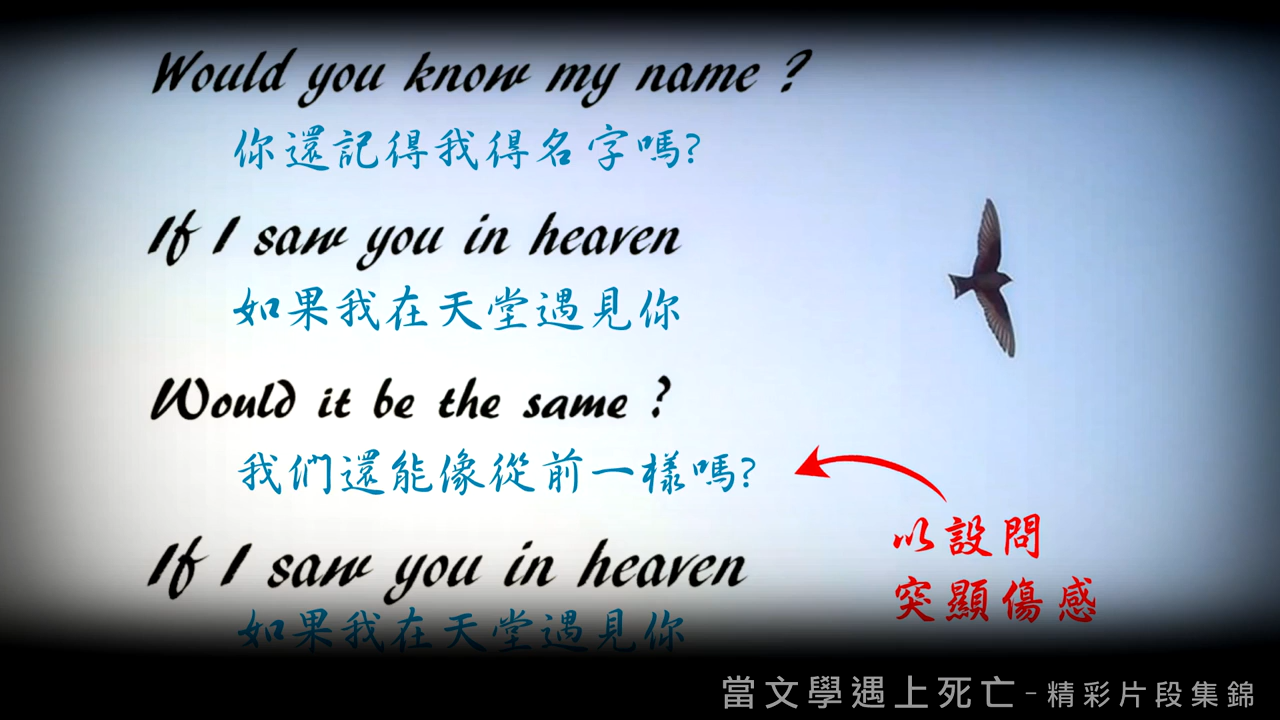 Would you know my name ?
你還記得我得名字嗎?
If I saw you in heaven
如果我在天堂遇見你
Would it be the same ?
我们還能像從前一樣嗎?
If I saw you in heaven
如果我在天堂遇見你
以設問
突顯傷感
當文學遇上死亡-精彩片段集錦